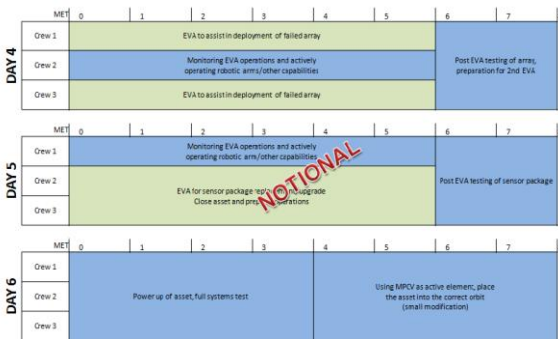 DAY 4
MET 0 1 2 3 4 5 6 7
Crew 1
EVA to assist in deployment of failed array
Crew 2
Monitoring EVA operations and actively
operating robotic arms/other capabilities
Crew 3
EVA to assist in deployment of failed array
Post EVA testing of array,
preparation for 2nd EVA
DAY 5
MET 0 1 2 3 4 5 6 7
Crew 1
Monitoring EVA operations and actively
operating robotic arm/other capabilities
Crew 2
EVA for sensor package upgrade
Close asset and
Crew 3
Post EVA testing of sensor package
NOTIONAL
DAY 6
MET 0 1 2 3 4 5 6 7
Crew 1
Crew 2
Power up of asset, full systems test
Crew 3
Using MPCV as active element, place
the asset into the correct orbit
(small modification)